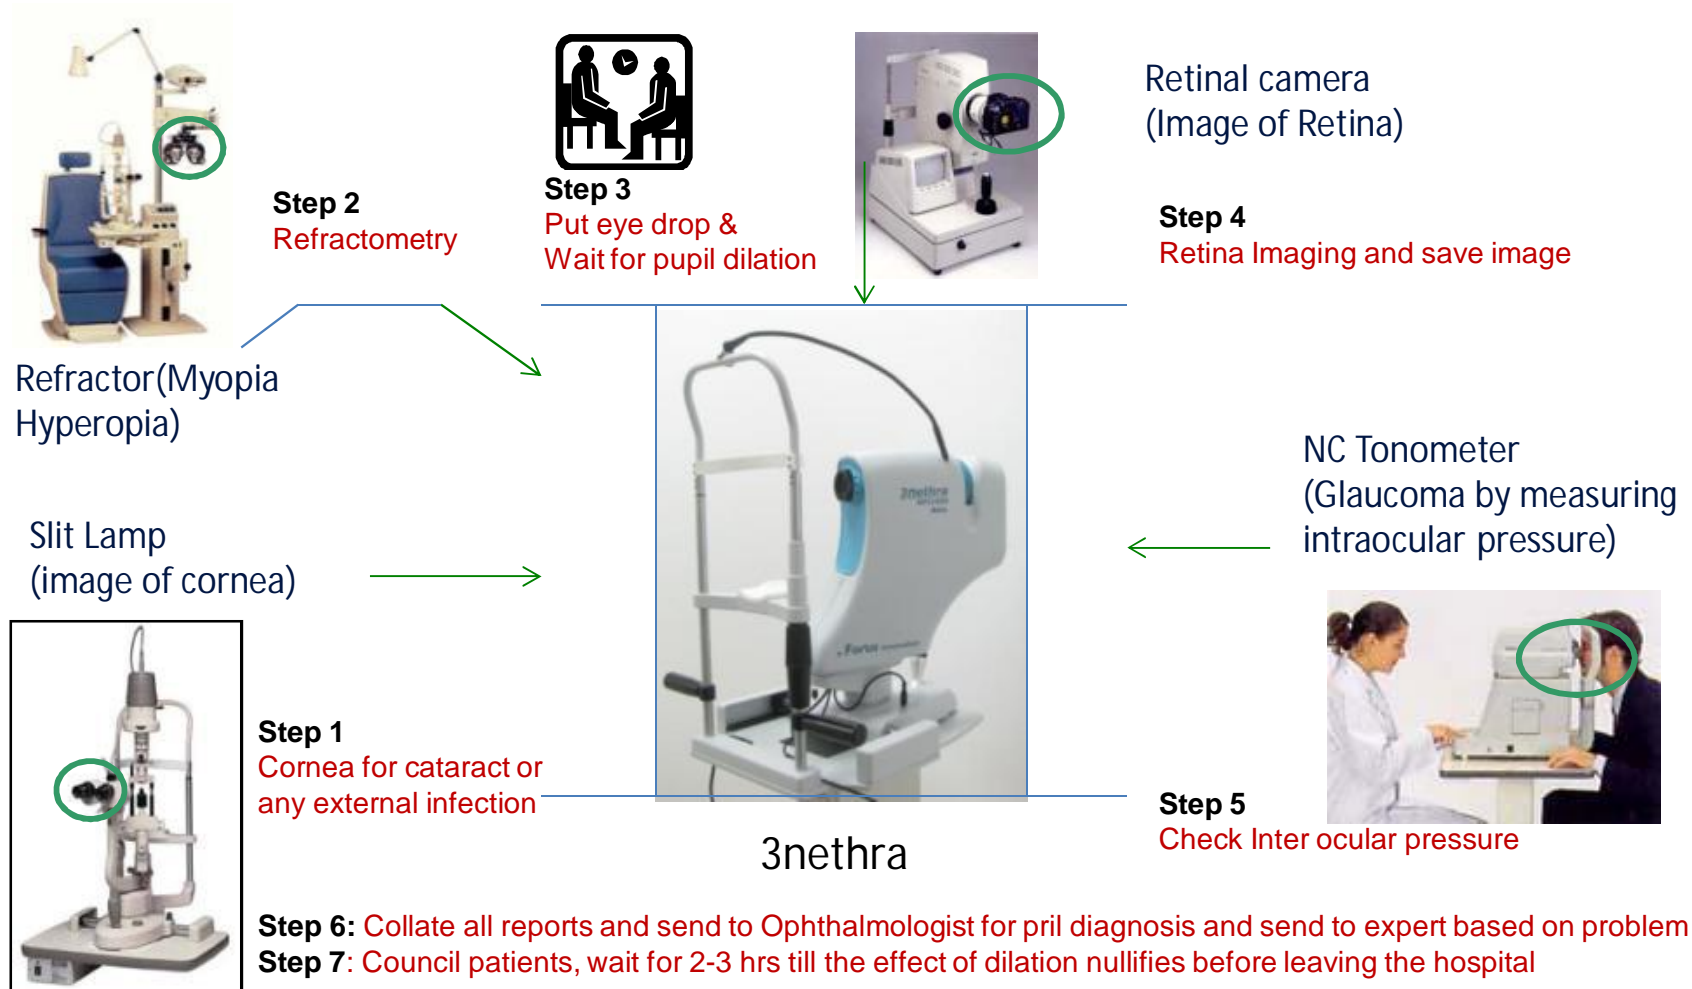 Retinal camera
(Image of Retina)
Step 2
Refractometry
Step 3
Put eye drop &
Wait for pupil dilation
Step 4
Retina Imaging and save image
Refractor(Myopia
Hyperopia)
Slit Lamp
(image of cornea)
3nethra
Forus
NC Tonometer
(Glaucoma by measuring
intraocular pressure)
Step 1
Cornea for cataract or
any external infection
Step 5
Check Inter ocular pressure
3nethra
Step 6: Collate all reports and send to Ophthalmologist for pril diagnosis and send to expert based on problem
Step 7: Council patients, wait for 2-3 hrs till the effect of dilation nullifies before leaving the hospital